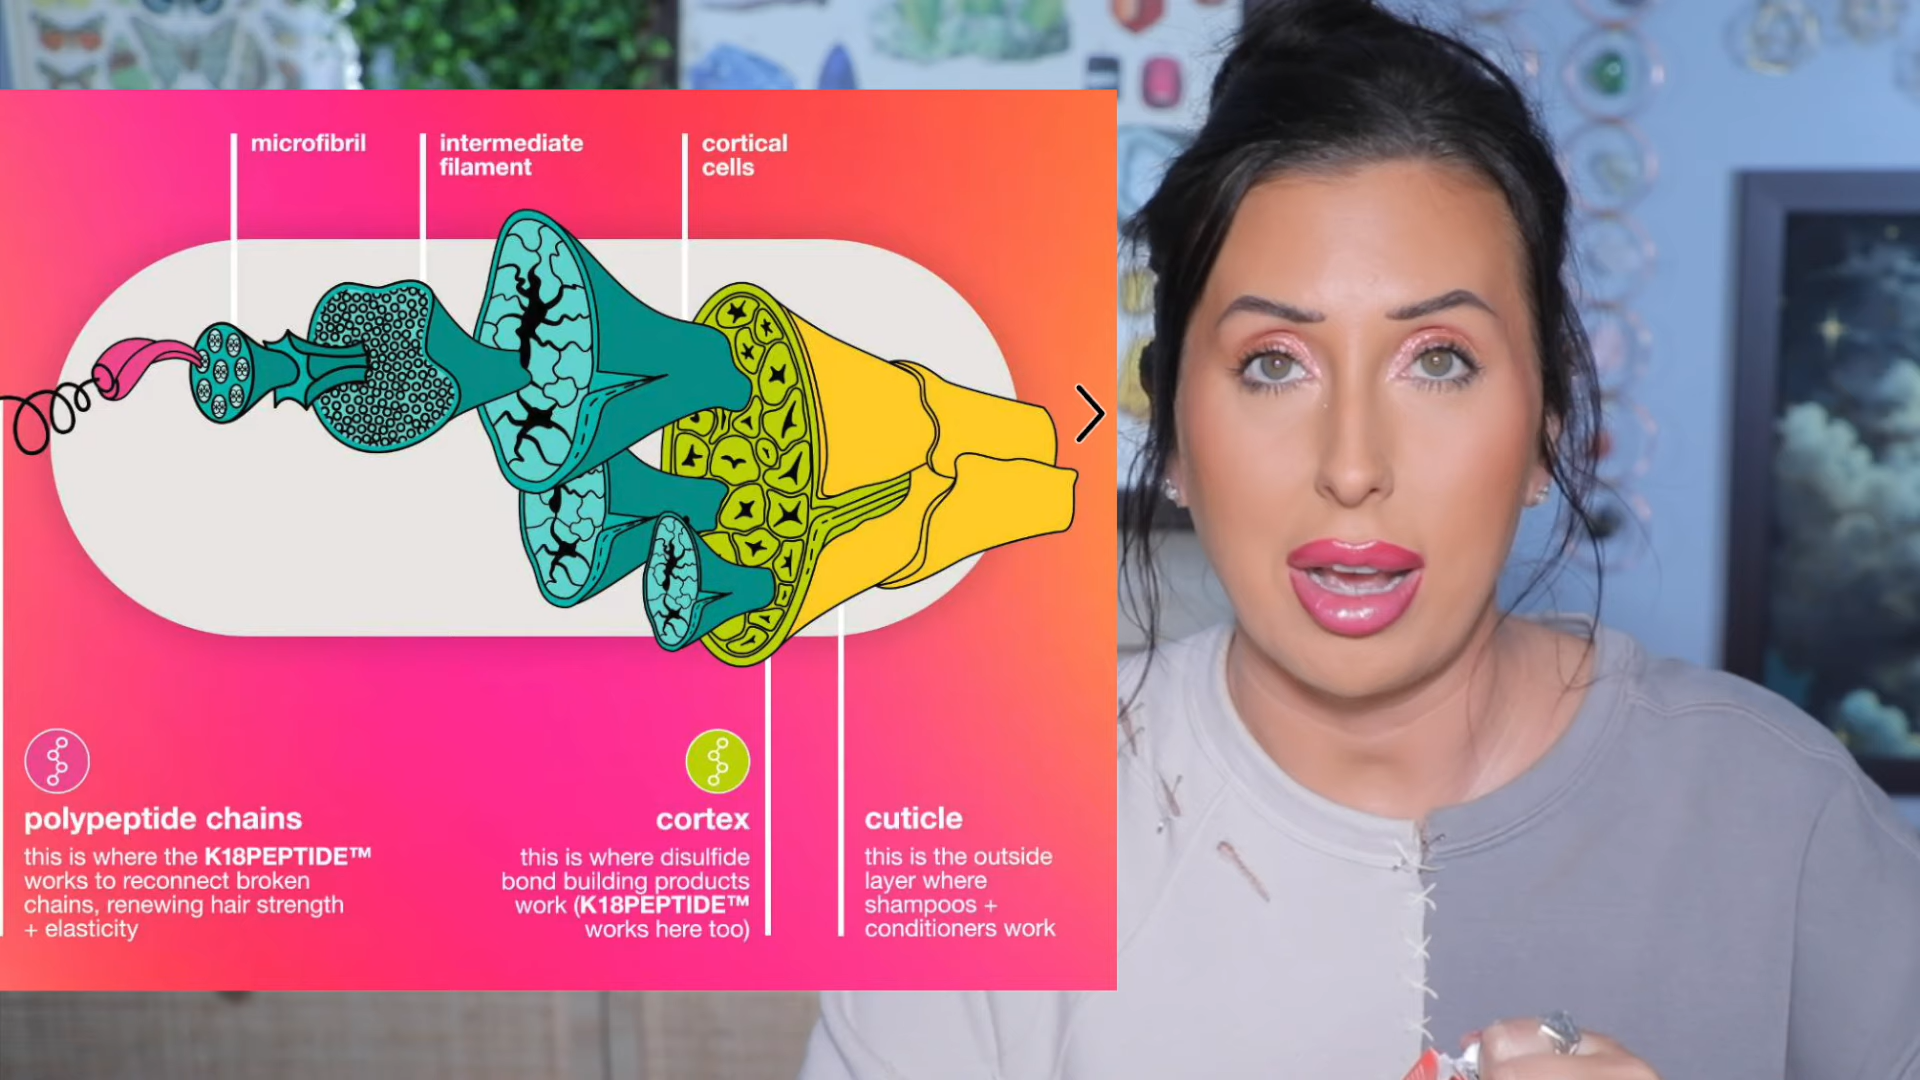 microfibril
intermediate
filament
cortical
cells
polypeptide chains
this is where the K18PEPTIDE™
works to reconnect broken
chains, renewing hair strength
+ elasticity
cortex
this is where disulfide
bond building products
work (K18PEPTIDE™
works here too)
cuticle
this is the outside
layer where
shampoos +
conditioners work